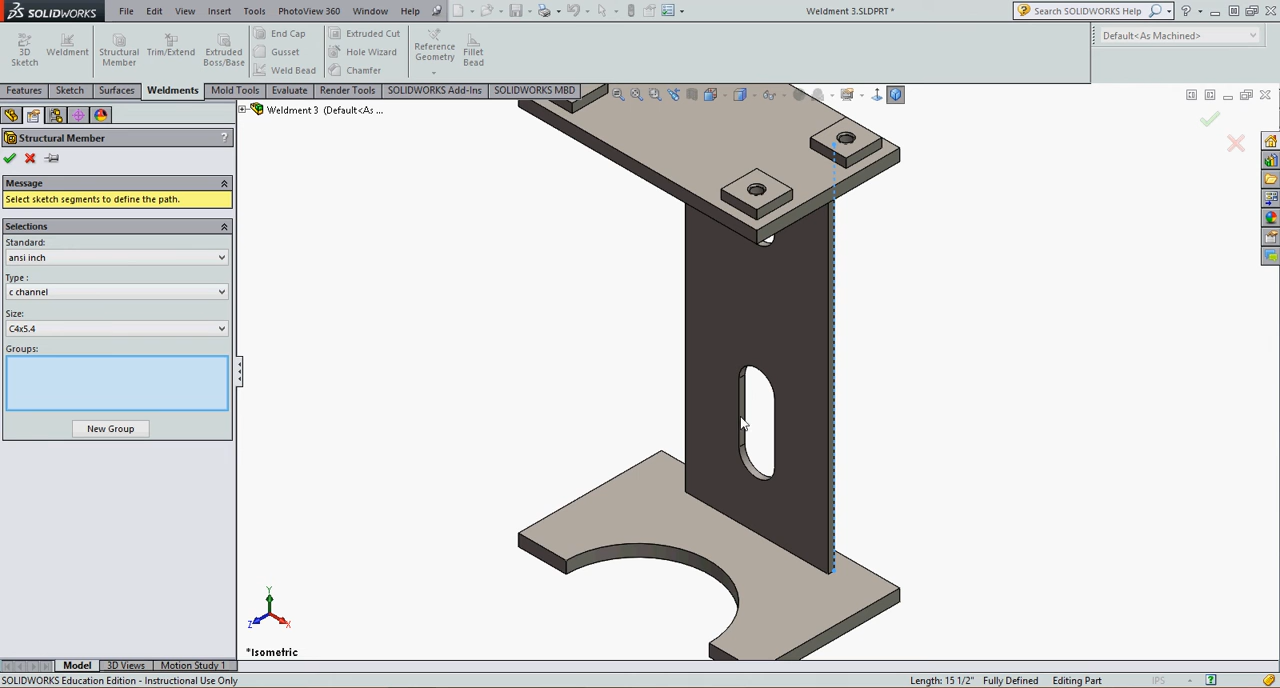 SOLIDWORKS File Edit View Insert Tools PhotoView 360 Window Help Weldment 3.SLDPRT * Search SOLIDWORKS Help
3D Sketch Weldment Structural Member Trim/Extend Extruded Boss/Base End Cap Gusset Weld Bead Extruded Cut Hole Wizard Chamfer Reference Geometry Fillet Bead Default<As Machined>
Features Sketch Surfaces Weldments Mold Tools Evaluate Render Tools SOLIDWORKS Add-Ins SOLIDWORKS MBD
Weldment 3 (Default<As ...
Structural Member ?
Message
Select sketch segments to define the path.
Selections
Standard:
ansi inch
Type :
c channel
Size:
C4x5.4
Groups:
New Group
Y
Z X
*Isometric
Model 3D Views Motion Study 1
SOLIDWORKS Education Edition - Instructional Use Only Length: 15 1/2" Fully Defined Editing Part IPS ?